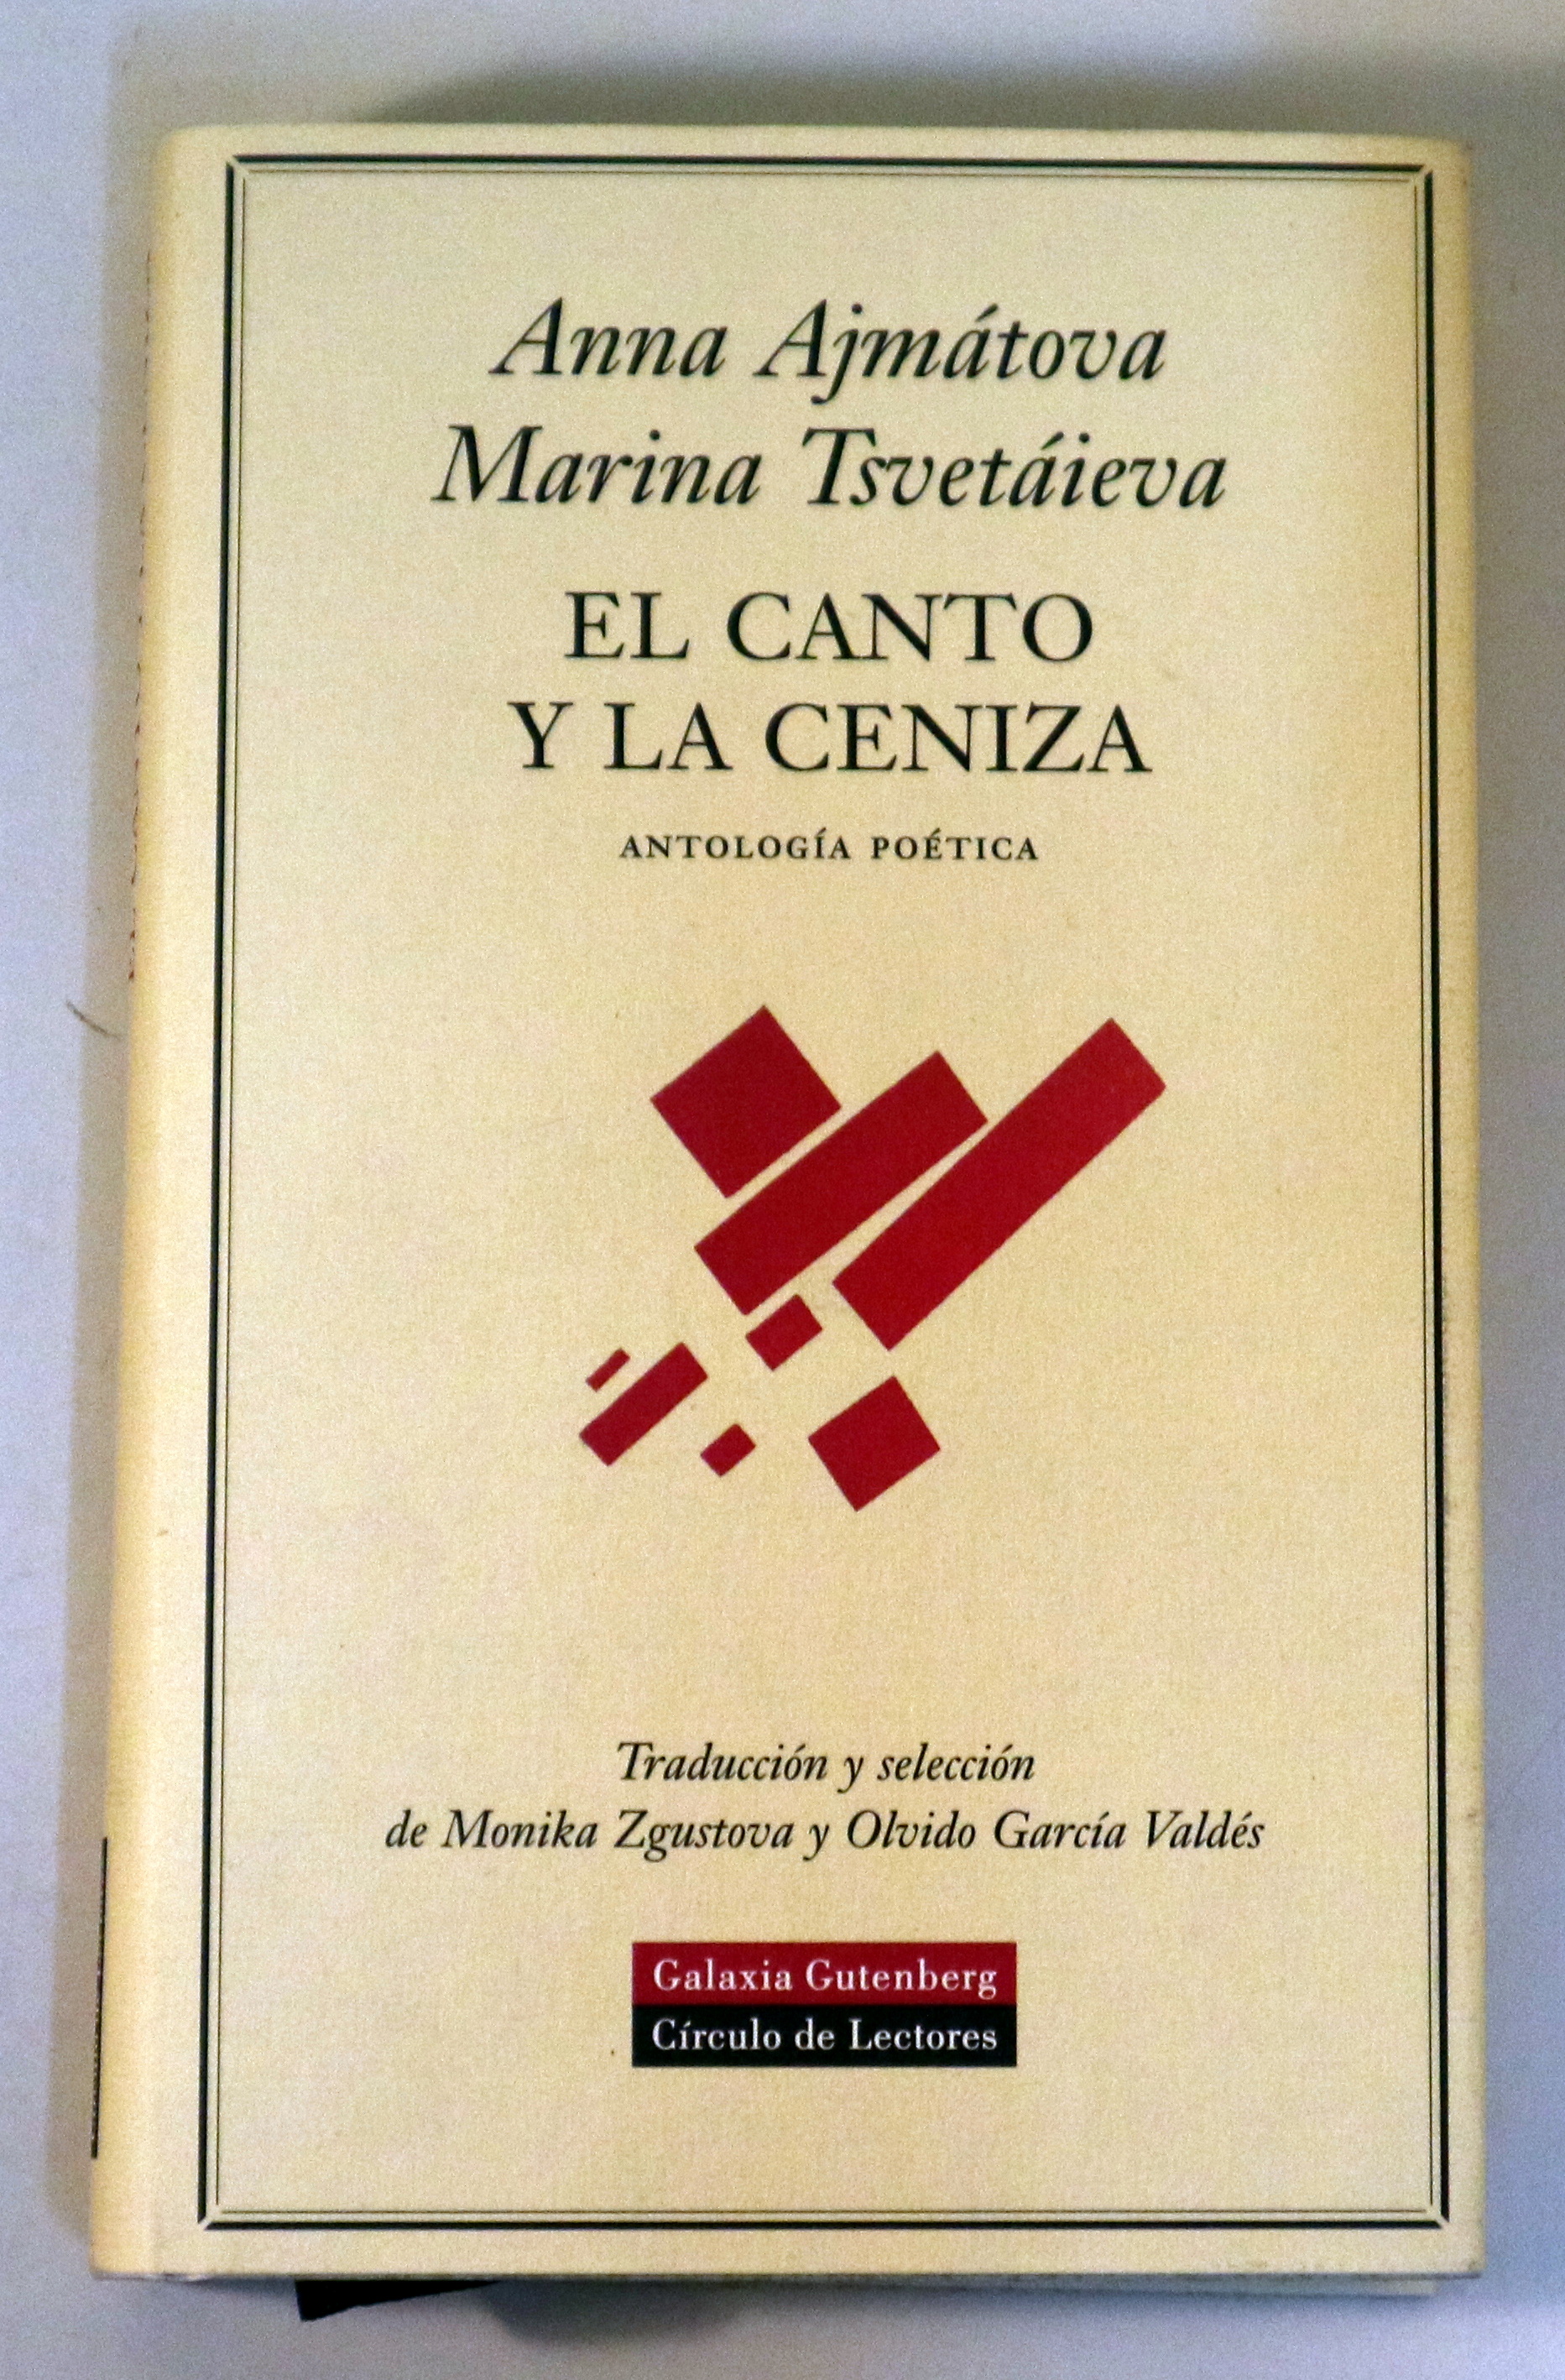 Anna Ajmátova
Marina Tsvetáieva
EL CANTO
Y LA CENIZA
ANTOLOGÍA POÉTICA
Traducción y selección
de Monika Zgustova y Olvido García Valdés
Galaxia Gutenberg
Círculo de Lectores